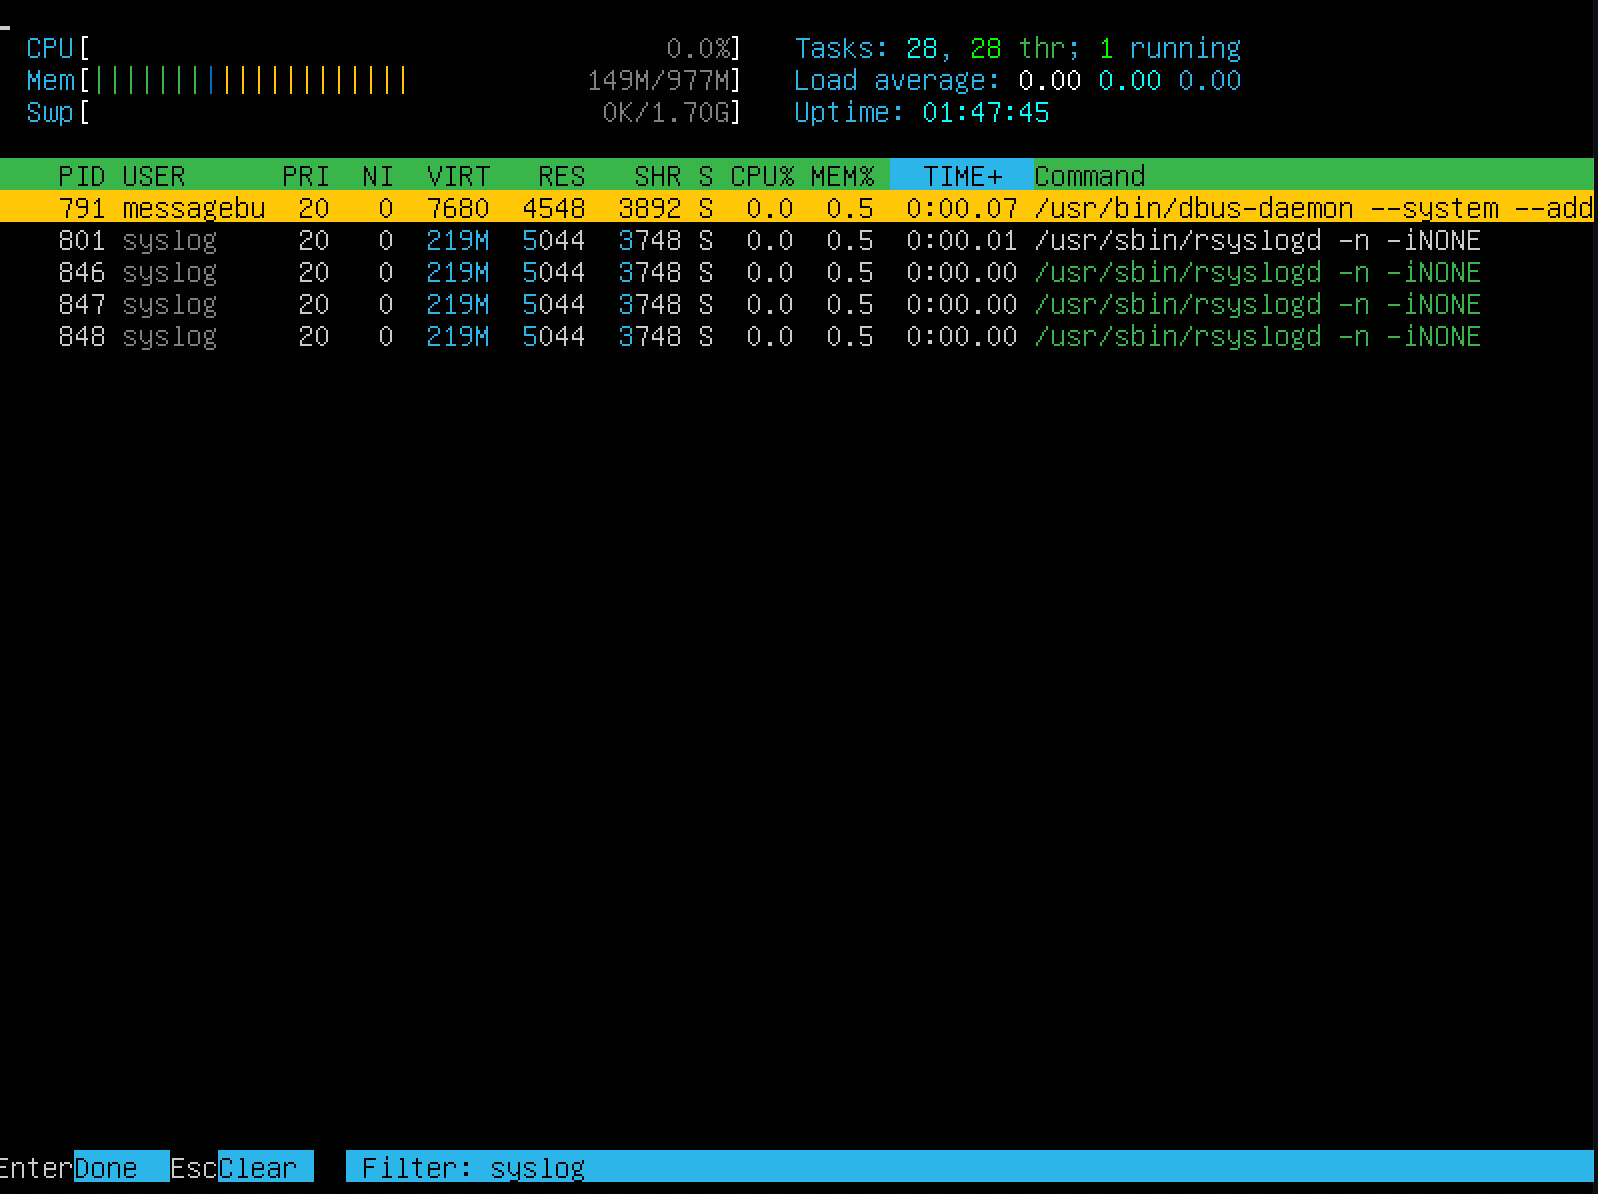 CPU[ 0.0%] Tasks: 28, 28 thr; 1 running
Mem[||||||||||||||||||||   149M/977M] Load average: 0.00 0.00 0.00
Swp[ 0K/1.70G] Uptime: 01:47:45
PID USER PRI NI VIRT RES SHR S CPU% MEM% TIME+ Command
791 messagebu 20 0 7680 4548 3892 S 0.0 0.5 0:00.07 /usr/bin/dbus-daemon --system --add
801 syslog 20 0 219M 5044 3748 S 0.0 0.5 0:00.01 /usr/sbin/rsyslogd -n -iNONE
846 syslog 20 0 219M 5044 3748 S 0.0 0.5 0:00.00 /usr/sbin/rsyslogd -n -iNONE
847 syslog 20 0 219M 5044 3748 S 0.0 0.5 0:00.00 /usr/sbin/rsyslogd -n -iNONE
848 syslog 20 0 219M 5044 3748 S 0.0 0.5 0:00.00 /usr/sbin/rsyslogd -n -iNONE
EnterDone EscClear Filter: syslog